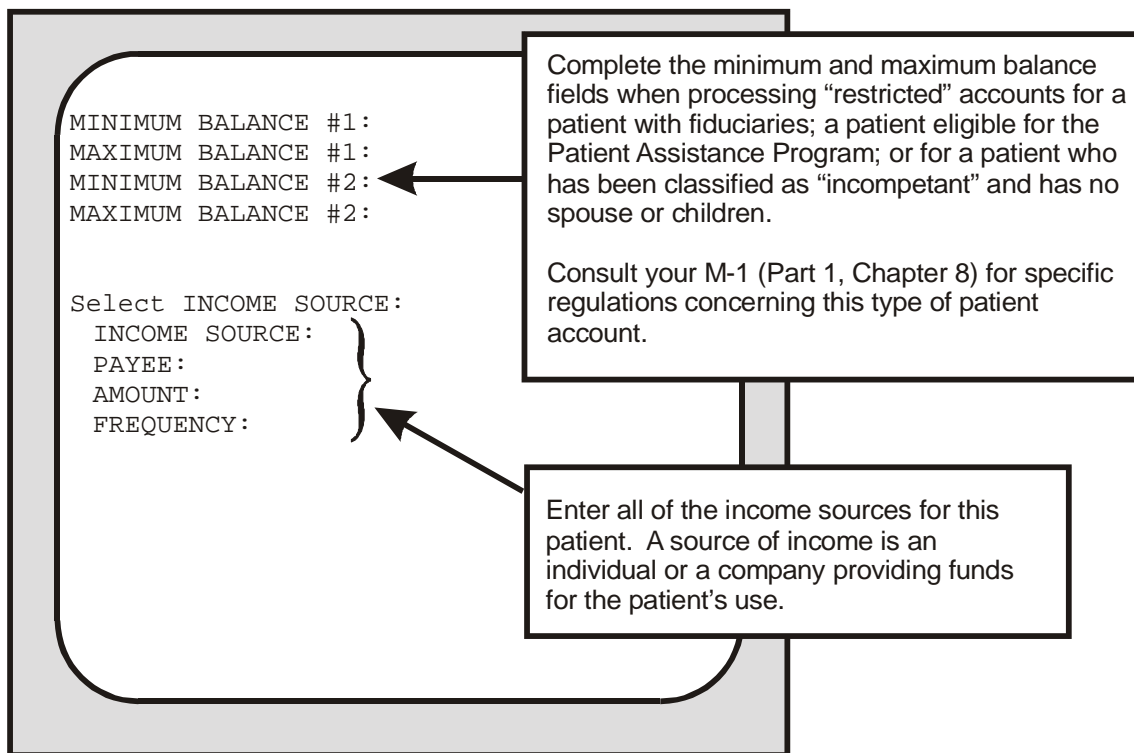 MINIMUM BALANCE #1:
MAXIMUM BALANCE #1:
MINIMUM BALANCE #2:
MAXIMUM BALANCE #2:
Select INCOME SOURCE:
INCOME SOURCE:
PAYEE:
AMOUNT:
FREQUENCY:
Complete the minimum and maximum balance
fields when processing “restricted” accounts for a
patient with fiduciaries; a patient eligible for the
Patient Assistance Program; or for a patient who
has been classified as “incompetant” and has no
spouse or children.
Consult your M-1 (Part 1, Chapter 8) for specific
regulations concerning this type of patient
account.
Enter all of the income sources for this
patient.  A source of income is an
individual or a company providing funds
for the patient’s use.